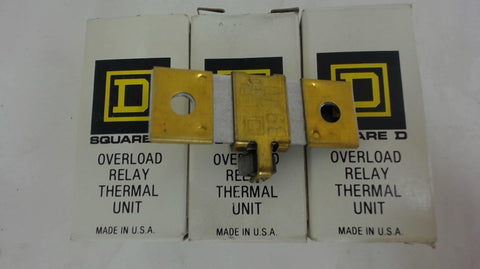 SQUARE
ARE D
OVERLOAD
RELAY
THERMAL
UNIT
MADE IN U.S.A.
OVERLOAD
RELAY
THERMAL
UNIT
MADE IN U.S.A.
OVERLOAD
RELAY
THERMAL
UNIT
MADE IN U.S.A.